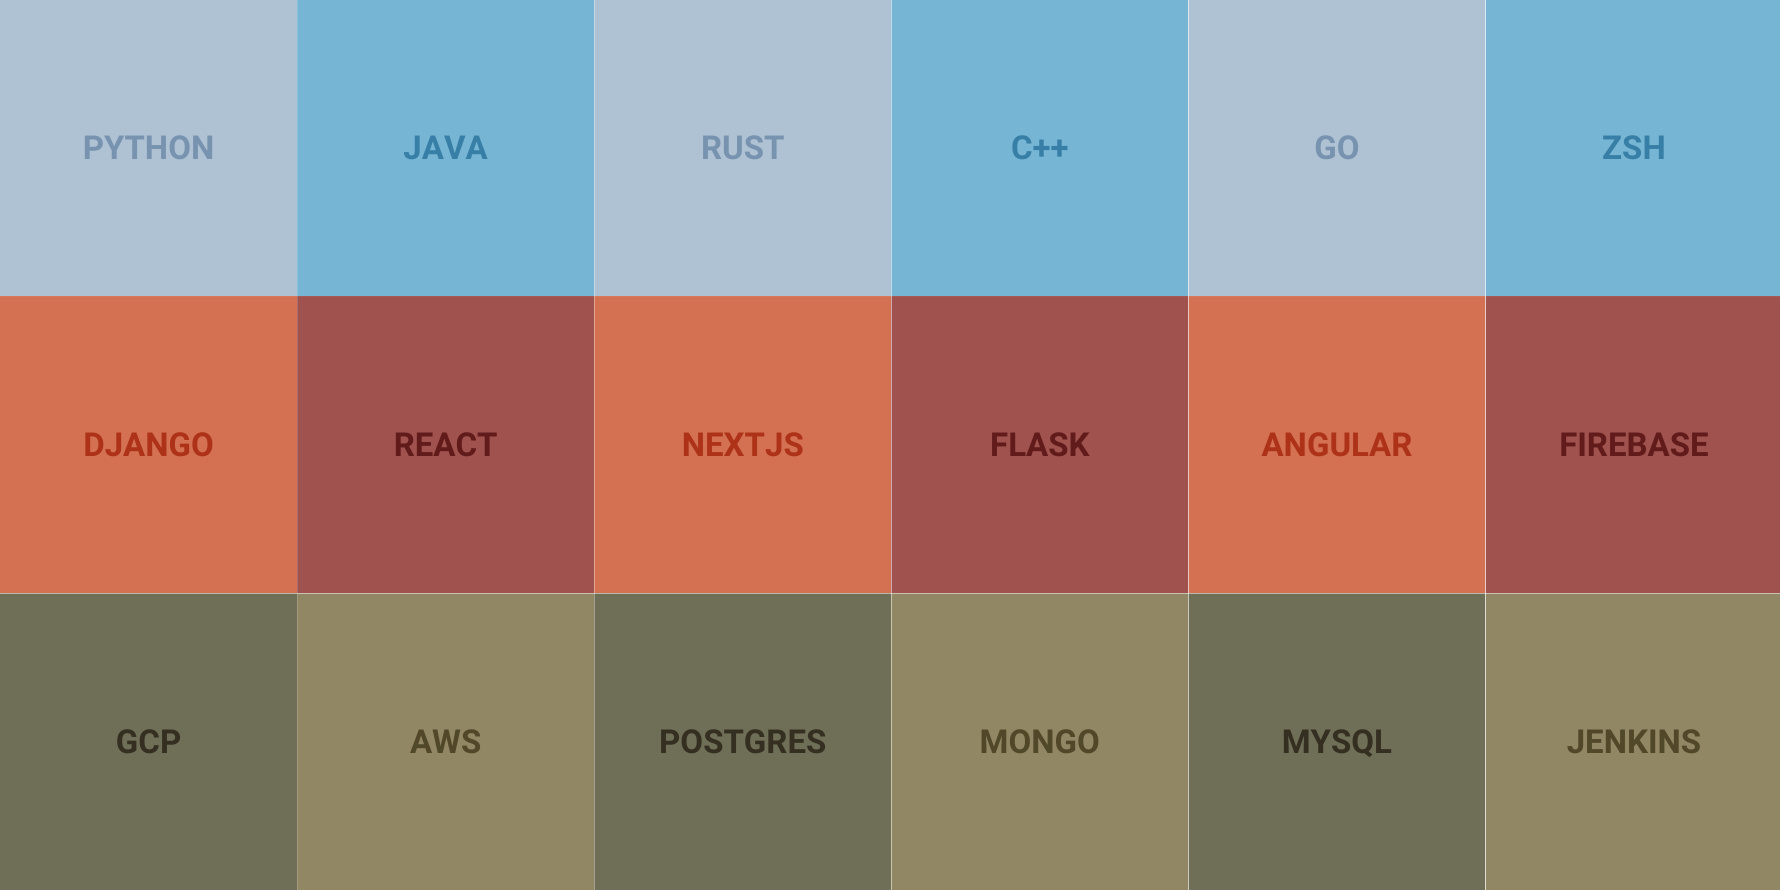 PYTHON
JAVA
RUST
C++
GO
ZSH
DJANGO
REACT
NEXTJS
FLASK
ANGULAR
FIREBASE
GCP
AWS
POSTGRES
MONGO
MYSQL
JENKINS